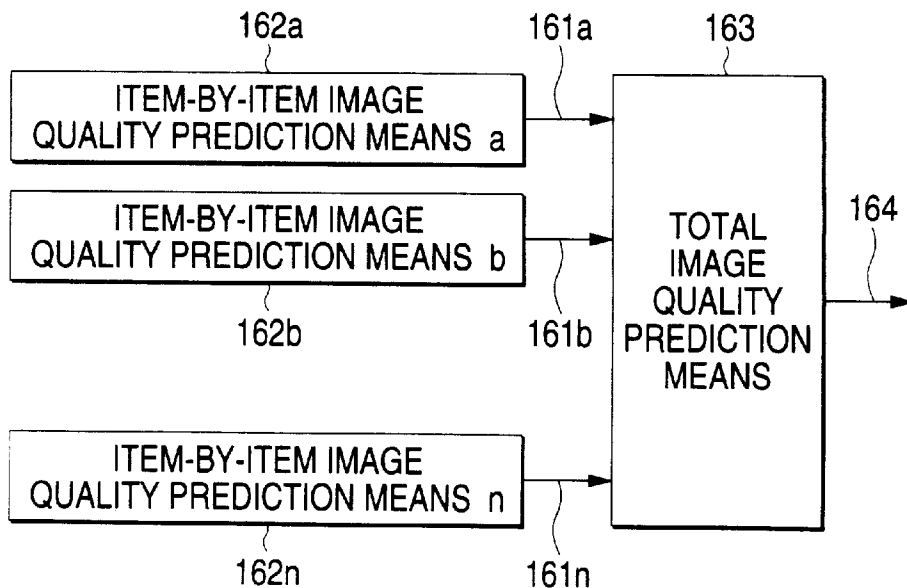 162a
161a
163
ITEM-BY-ITEM IMAGE
QUALITY PREDICTION MEANS a
ITEM-BY-ITEM IMAGE
QUALITY PREDICTION MEANS b
162b
161b
TOTAL
IMAGE
QUALITY
PREDICTION
MEANS
164
ITEM-BY-ITEM IMAGE
QUALITY PREDICTION MEANS n
162n
161n